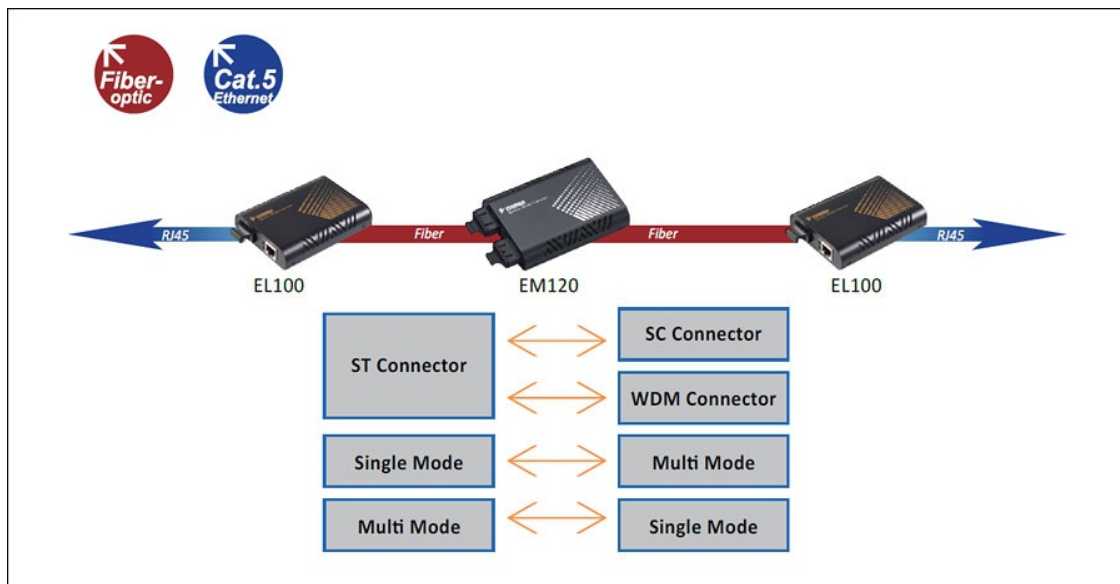 Fiber-
optic
Cat.5
Ethernet
RJ45
Fiber
Fiber
RJ45
EL100
EM120
EL100
ST Connector
SC Connector
WDM Connector
Single Mode
Multi Mode
Multi Mode
Single Mode